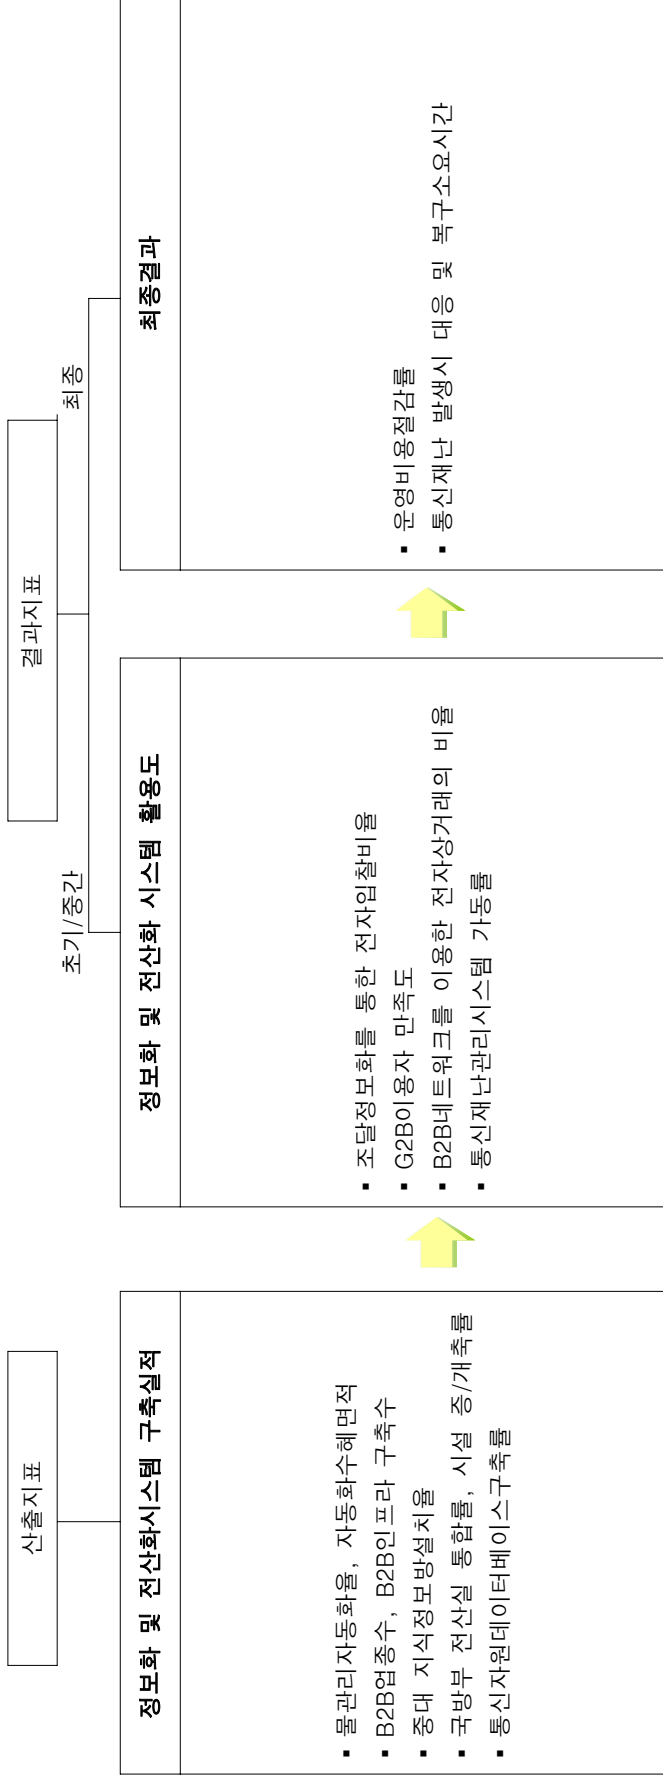 산출지표
결과지표
초기/중간
최종
정보화 및 전산화시스템 구축실적
▪ 물관리자동화율, 자동화수혜면적
▪ B2B업종수, B2B인프라 구축수
▪ 중대 지식정보방설치율
▪ 국방부 전산실 통합률, 시설 증/개축률
▪ 통신자원데이터베이스구축률
정보화 및 전산화 시스템 활용도
▪ 조달정보화를 통한 전자입찰비율
▪ G2B이용자 만족도
▪ B2B네트워크를 이용한 전자상거래의 비율
▪ 통신재난관리시스템 가동률
최종결과
▪ 운영비용절감률
▪ 통신재난 발생시 대응 및 복구소요시간